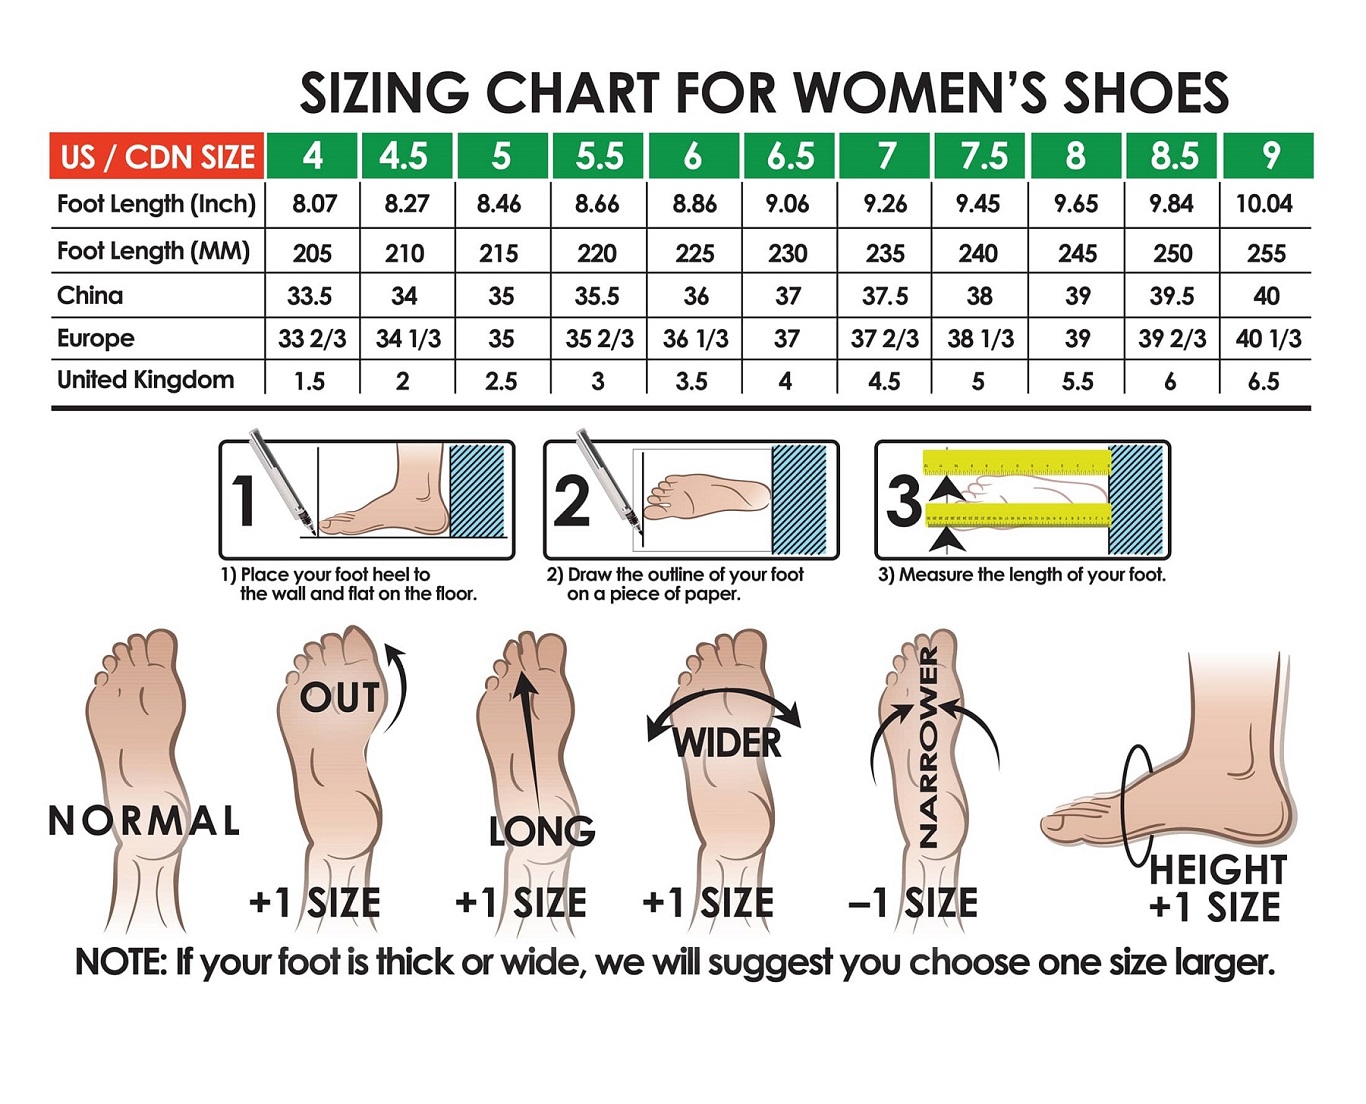 SIZING CHART FOR WOMEN'S SHOES
US / CDN SIZE 4 4.5 5 5.5 6 6.5 7 7.5 8 8.5 9
Foot Length (Inch) 8.07 8.27 8.46 8.66 8.86 9.06 9.26 9.45 9.65 9.84 10.04
Foot Length (MM) 205 210 215 220 225 230 235 240 245 250 255
China 33.5 34 35 35.5 36 37 37.5 38 39 39.5 40
Europe 33 2/3 34 1/3 35 35 2/3 36 1/3 37 37 2/3 38 1/3 39 39 2/3 40 1/3
United Kingdom 1.5 2 2.5 3 3.5 4 4.5 5 5.5 6 6.5
1
1) Place your foot heel to
the wall and flat on the floor.
2
2) Draw the outline of your foot
on a piece of paper.
3
3) Measure the length of your foot.
NORMAL
OUT
+1 SIZE
LONG
+1 SIZE
WIDER
+1 SIZE
NARROWER
–1 SIZE
HEIGHT
+1 SIZE
NOTE: If your foot is thick or wide, we will suggest you choose one size larger.